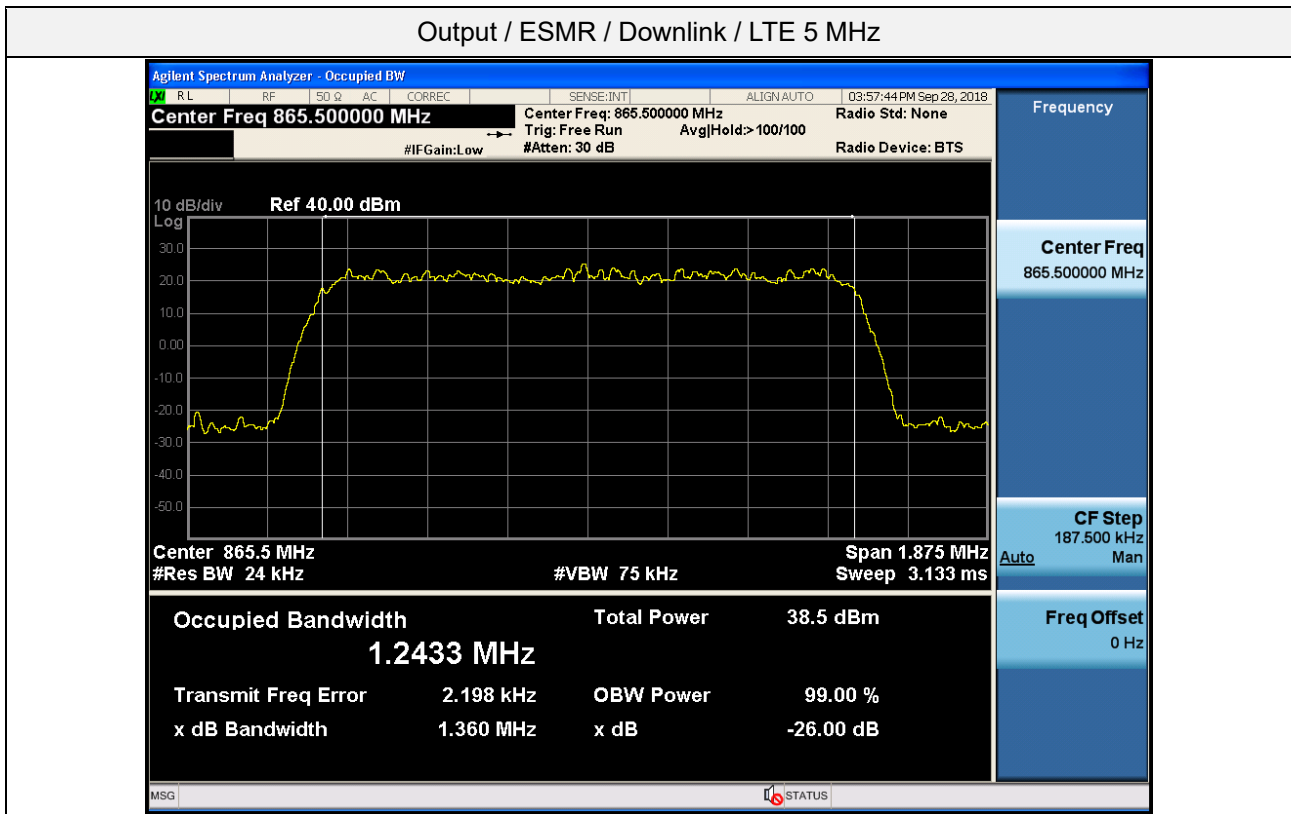 Output / ESMR / Downlink / LTE 5 MHz
Agilent Spectrum Analyzer - Occupied BW
LXI RL RF 50 Ω AC CORREC SENSE:INT ALIGN AUTO 03:57:44 PM Sep 28, 2018
Center Freq 865.500000 MHz
Center Freq: 865.500000 MHz Radio Std: None
Trig: Free Run Avg|Hold:> 100/100
#IFGain:Low #Atten: 30 dB Radio Device: BTS
Frequency
10 dB/div Ref 40.00 dBm
Log
30.0
20.0
10.0
0.00
-10.0
-20.0
-30.0
-40.0
-50.0
Center 865.5 MHz Span 1.875 MHz
#Res BW 24 kHz #VBW 75 kHz Sweep 3.133 ms
Occupied Bandwidth Total Power 38.5 dBm
1.2433 MHz
Transmit Freq Error 2.198 kHz OBW Power 99.00 %
x dB Bandwidth 1.360 MHz x dB -26.00 dB
Center Freq
865.500000 MHz
CF Step
187.500 kHz
Auto Man
Freq Offset
0 Hz
MSG STATUS